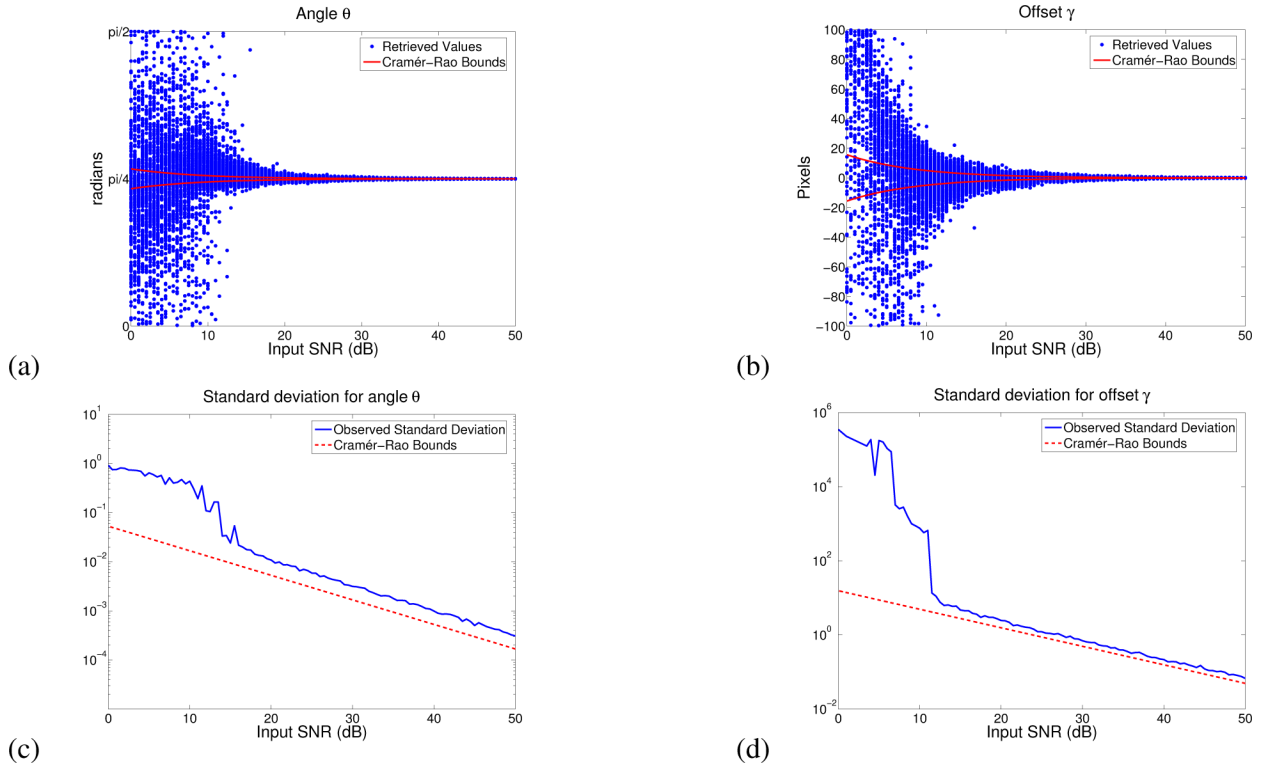 Angle θ
pi/2
pi/4
0
radians
0 10 20 30 40 50
Input SNR (dB)
Retrieved Values
Cramér−Rao Bounds
(a)
Offset γ
100
80
60
40
20
0
−20
−40
−60
−80
−100
Pixels
0 10 20 30 40 50
Input SNR (dB)
Retrieved Values
Cramér−Rao Bounds
(b)
Standard deviation for angle θ
10^1
10^0
10^−1
10^−2
10^−3
10^−4
0 10 20 30 40 50
Input SNR (dB)
Observed Standard Deviation
Cramér−Rao Bounds
(c)
Standard deviation for offset γ
10^6
10^4
10^2
10^0
10^−2
0 10 20 30 40 50
Input SNR (dB)
Observed Standard Deviation
Cramér−Rao Bounds
(d)